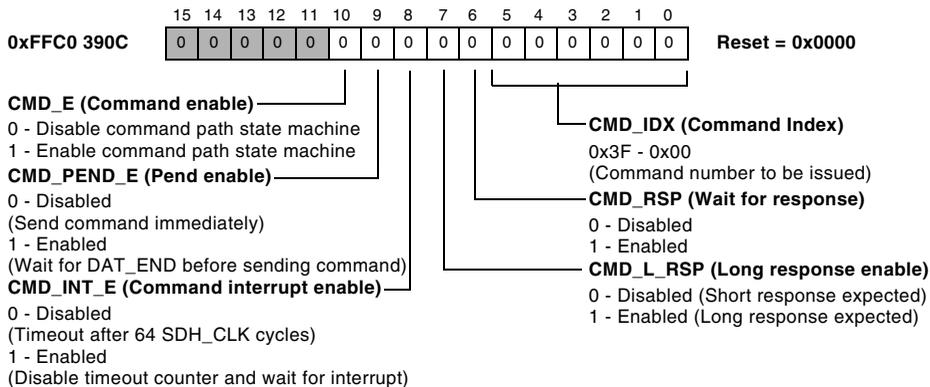 15 14 13 12 11 10 9 8 7 6 5 4 3 2 1 0
0xFFC0 390C 0 0 0 0 0 0 0 0 0 0 0 0 0 0 0 0 Reset = 0x0000
CMD_E (Command enable)
0 - Disable command path state machine
1 - Enable command path state machine
CMD_PEND_E (Pend enable)
0 - Disabled
(Send command immediately)
1 - Enabled
(Wait for DAT_END before sending command)
CMD_INT_E (Command interrupt enable)
0 - Disabled
(Timeout after 64 SDH_CLK cycles)
1 - Enabled
(Disable timeout counter and wait for interrupt)
CMD_IDX (Command Index)
0x3F - 0x00
(Command number to be issued)
CMD_RSP (Wait for response)
0 - Disabled
1 - Enabled
CMD_L_RSP (Long response enable)
0 - Disabled (Short response expected)
1 - Enabled (Long response expected)